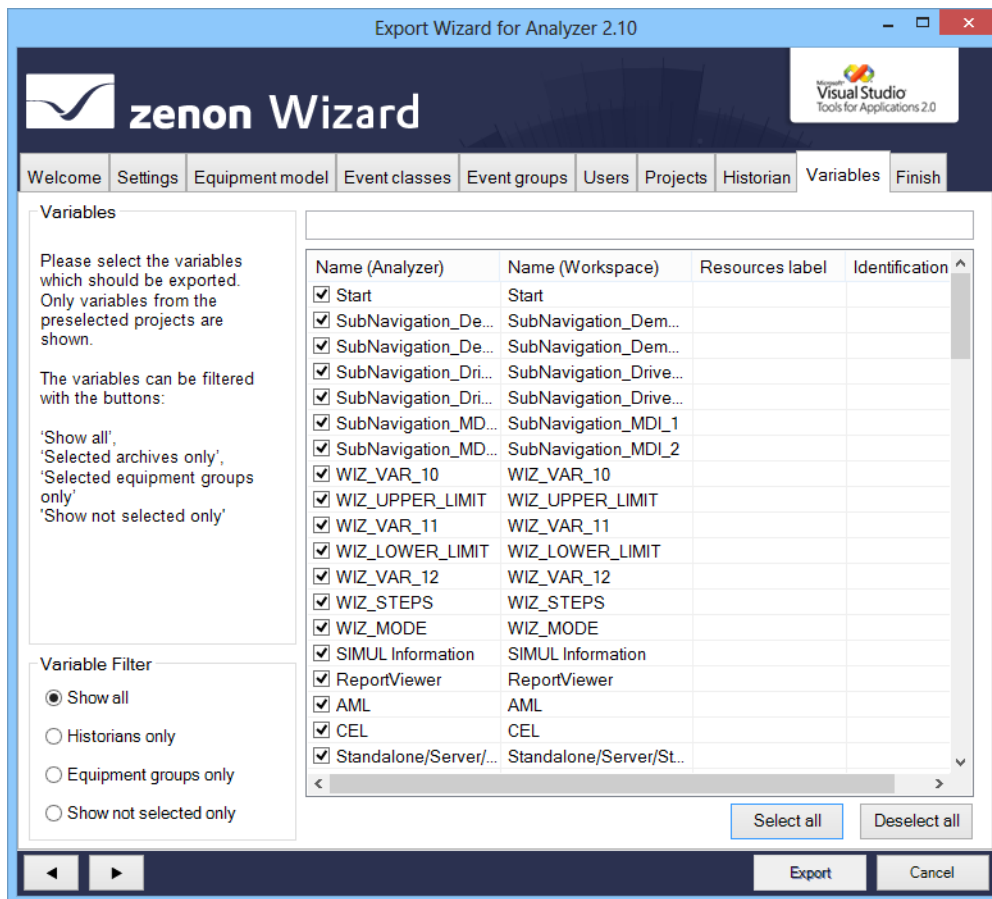 Export Wizard for Analyzer 2.10
zenon Wizard
Microsoft
Visual Studio
Tools for Applications 2.0
Welcome Settings Equipment model Event classes Event groups Users Projects Historian Variables Finish
Variables
Please select the variables
which should be exported.
Only variables from the
preselected projects are
shown.
The variables can be filtered
with the buttons:
‘Show all’,
‘Selected archives only’,
‘Selected equipment groups
only’
'Show not selected only'
Variable Filter
Show all
Historians only
Equipment groups only
Show not selected only
Name (Analyzer) Name (Workspace) Resources label Identification
Start Start
SubNavigation_De... SubNavigation_Dem...
SubNavigation_De... SubNavigation_Dem...
SubNavigation_Dri... SubNavigation_Drive...
SubNavigation_Dri... SubNavigation_Drive...
SubNavigation_MD... SubNavigation_MDI_1
SubNavigation_MD... SubNavigation_MDI_2
WIZ_VAR_10 WIZ_VAR_10
WIZ_UPPER_LIMIT WIZ_UPPER_LIMIT
WIZ_VAR_11 WIZ_VAR_11
WIZ_LOWER_LIMIT WIZ_LOWER_LIMIT
WIZ_VAR_12 WIZ_VAR_12
WIZ_STEPS WIZ_STEPS
WIZ_MODE WIZ_MODE
SIMUL Information SIMUL Information
ReportViewer ReportViewer
AML AML
CEL CEL
Standalone/Server/... Standalone/Server/St...
Select all Deselect all
Export Cancel